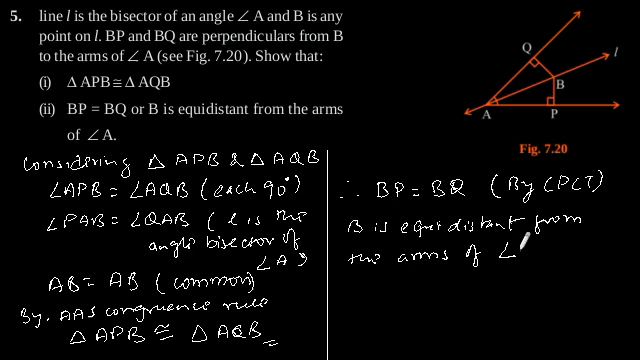 5. line l is the bisector of an angle ∠ A and B is any
point on l. BP and BQ are perpendiculars from B
to the arms of ∠ A (see Fig. 7.20). Show that:
(i) Δ APB ≅ Δ AQB
(ii) BP = BQ or B is equidistant from the arms
of ∠A.
Q
l
B
A
P
Fig. 7.20
Considering Δ APB & Δ AQB
∠APB = ∠AQB (each 90°)
∠PAB = ∠QAB (l is the
angle bisector of
∠A)
AB = AB (common)
By. AAS congruence rule
Δ APB ≅ Δ AQB
∴ BP = BQ (By CPCT)
B is equidistant from
the arms of ∠